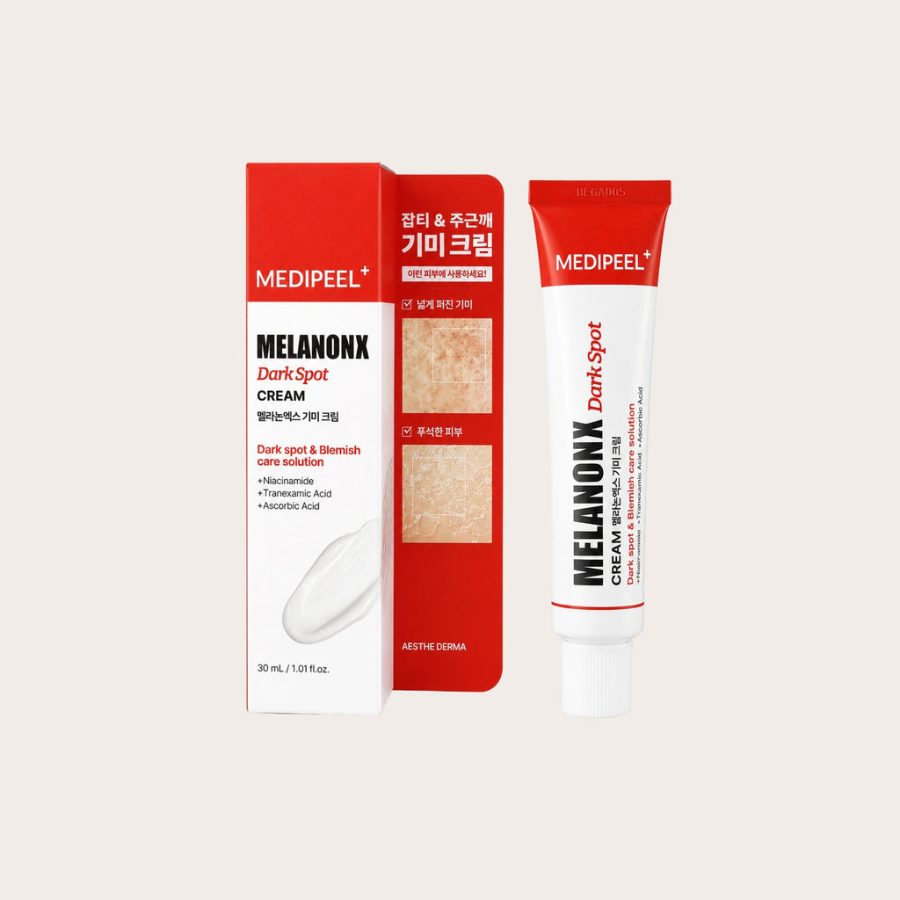 MEDIPEEL+
MELANONX
Dark Spot
CREAM
멜라논엑스 기미 크림
Dark spot & Blemish
care solution
+Niacinamide
+Tranexamic Acid
+Ascorbic Acid
30 mL / 1.01 fl.oz.
잡티 & 주근깨
기미 크림
이런 피부에 사용하세요!
넓게 퍼진 기미
푸석한 피부
AESTHE DERMA
BEGA005
MEDIPEEL+
MELANONX Dark Spot
CREAM 멜라논엑스 기미 크림
Dark spot & Blemish care solution
+Niacinamide +Tranexamic Acid +Ascorbic Acid